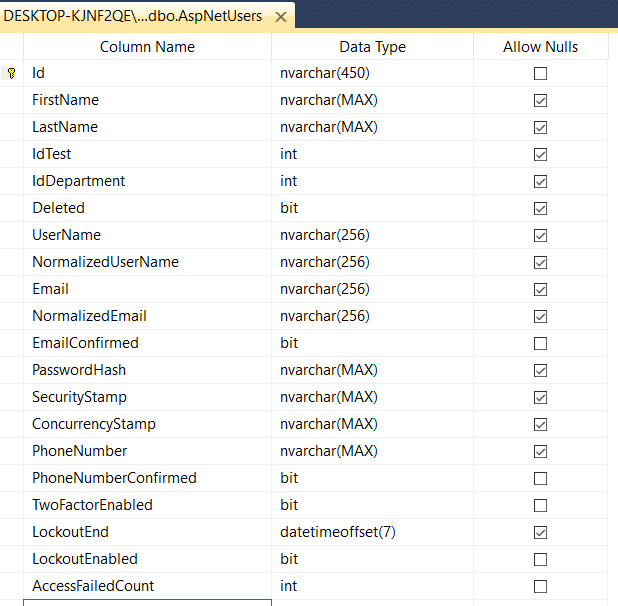 DESKTOP-KJNF2QE\...dbo.AspNetUsers
Column Name Data Type Allow Nulls
Id nvarchar(450)
FirstName nvarchar(MAX)
LastName nvarchar(MAX)
IdTest int
IdDepartment int
Deleted bit
UserName nvarchar(256)
NormalizedUserName nvarchar(256)
Email nvarchar(256)
NormalizedEmail nvarchar(256)
EmailConfirmed bit
PasswordHash nvarchar(MAX)
SecurityStamp nvarchar(MAX)
ConcurrencyStamp nvarchar(MAX)
PhoneNumber nvarchar(MAX)
PhoneNumberConfirmed bit
TwoFactorEnabled bit
LockoutEnd datetimeoffset(7)
LockoutEnabled bit
AccessFailedCount int